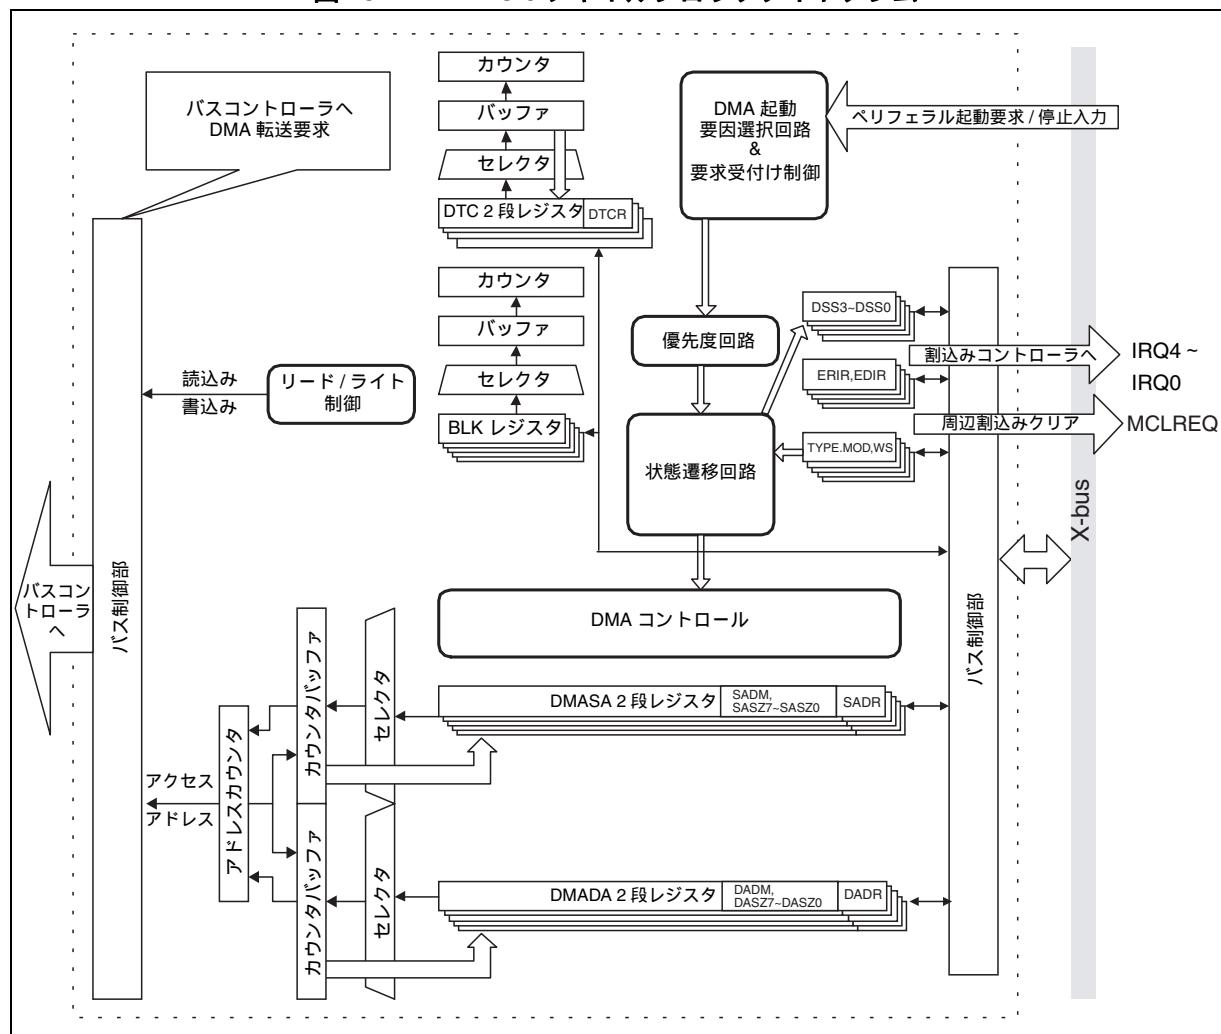 カウンタ
バッファ
セレクタ
DTC 2 段レジスタ DTCR
バスコントローラへ
DMA 転送要求
DMA 起動
要因選択回路
&
要求受付け制御
ペリフェラル起動要求 / 停止入力
カウンタ
バッファ
セレクタ
BLK レジスタ
優先度回路
状態遷移回路
DSS3~DSS0
ERIR,EDIR
TYPE.MOD,WS
割込みコントローラへ
IRQ4 ~
IRQ0
周辺割込みクリア
MCLREQ
X-bus
読込み
書込み
リード / ライト
制御
バスコン
トローラ
へ
バス制御部
バス制御部
DMA コントロール
DMASA 2 段レジスタ
SADM,
SASZ7~SASZ0
SADR
セレクタ
カウンタバッファ
アドレスカウンタ
アクセス
アドレス
カウンタバッファ
セレクタ
DMADA 2 段レジスタ
DADM,
DASZ7~DASZ0
DADR